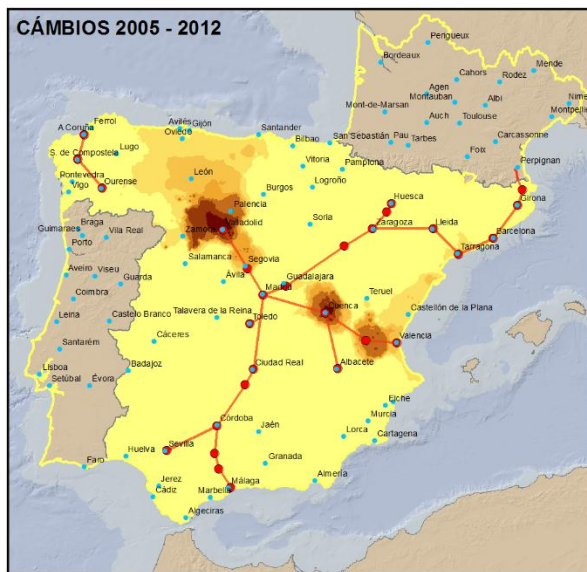 CÁMBIOS 2005 - 2012
Perigueux
Bordeaux
Mende
Cahors
Rodez
Agen
Montauban
Albi
Nime
Mont-de-Marsan
Montpellier
Auch
Toulouse
Ferrol
Avilés
Gijón
A Coruña
Oviedo
Santander
Carcassonne
San Sebastián
Pau
Bilbao
Tarbes
Lugo
Foix
S. de Compostela
Vitoria
Perpignan
Pamplona
Pontevedra
León
Logroño
Ourense
Burgos
Vigo
Huesca
Girona
Palencia
Braga
Soria
Valladolid
Zaragoza
Lleida
Guimaraes
Vila Real
Zamora
Barcelona
Porto
Tarragona
Segovia
Salamanca
Aveiro
Viseu
Ávila
Guadalajara
Guarda
Madrid
Teruel
Coimbra
Cuenca
Castellón de la Plana
Talavera de la Reina
Leiria
Castelo Branco
Toledo
Cáceres
Valencia
Santarém
Albacete
Lisboa
Badajoz
Ciudad Real
Setúbal
Évora
Elche
Córdoba
Murcia
Jaén
Lorca
Cartagena
Huelva
Sevilla
Faro
Granada
Almería
Jerez
Málaga
Cádiz
Marbella
Algeciras